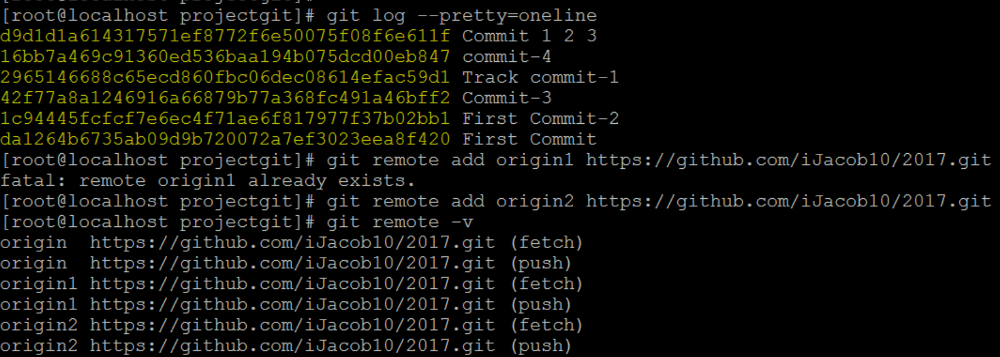 [root@localhost projectgit]#
[root@localhost projectgit]# git log --pretty=oneline
d9d1d1a614317571ef8772f6e50075f08f6e611f Commit 1 2 3
16bb7a469c91360ed536baa194b075dcd00eb847 commit-4
2965146688c65ecd860fbc06dec08614efac59d1 Track commit-1
42f77a8a1246916a66879b77a368fc491a46bff2 Commit-3
1c94445fcfcf7e6ec4f71ae6f817977f37b02bb1 First Commit-2
da1264b6735ab09d9b720072a7ef3023eea8f420 First Commit
[root@localhost projectgit]# git remote add origin1 https://github.com/iJacob10/2017.git
fatal: remote origin1 already exists.
[root@localhost projectgit]# git remote add origin2 https://github.com/iJacob10/2017.git
[root@localhost projectgit]# git remote -v
origin  https://github.com/iJacob10/2017.git (fetch)
origin  https://github.com/iJacob10/2017.git (push)
origin1 https://github.com/iJacob10/2017.git (fetch)
origin1 https://github.com/iJacob10/2017.git (push)
origin2 https://github.com/iJacob10/2017.git (fetch)
origin2 https://github.com/iJacob10/2017.git (push)